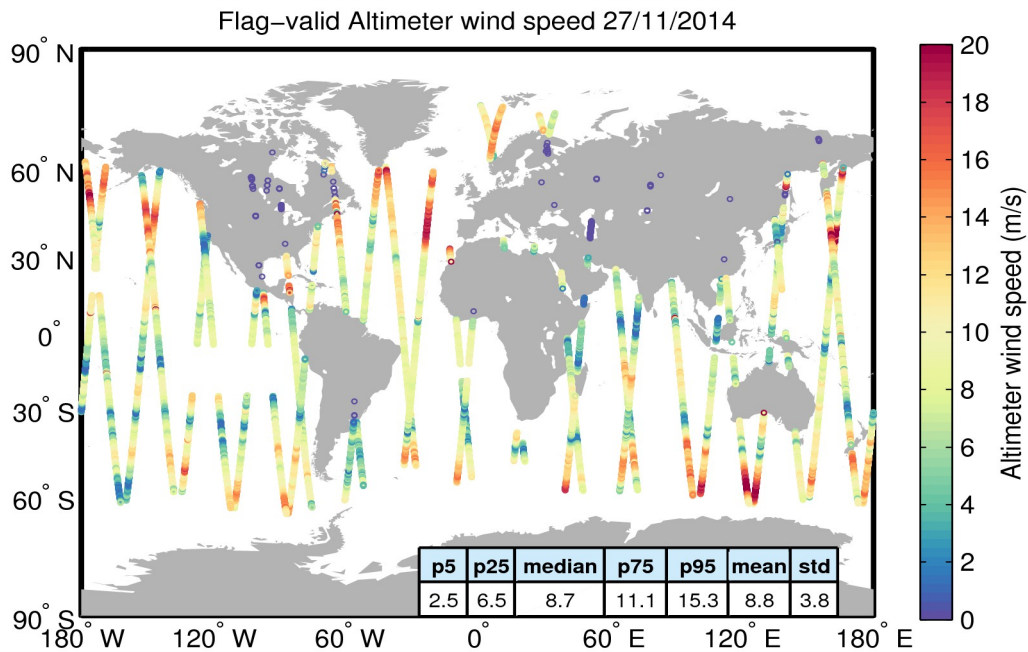 Flag−valid Altimeter wind speed 27/11/2014
90° N
60° N
30° N
0°
30° S
60° S
90° S
180° W
120° W
60° W
0°
60° E
120° E
180° E
p5 p25 median p75 p95 mean std
2.5 6.5 8.7 11.1 15.3 8.8 3.8
20
18
16
14
12
10
8
6
4
2
0
Altimeter wind speed (m/s)